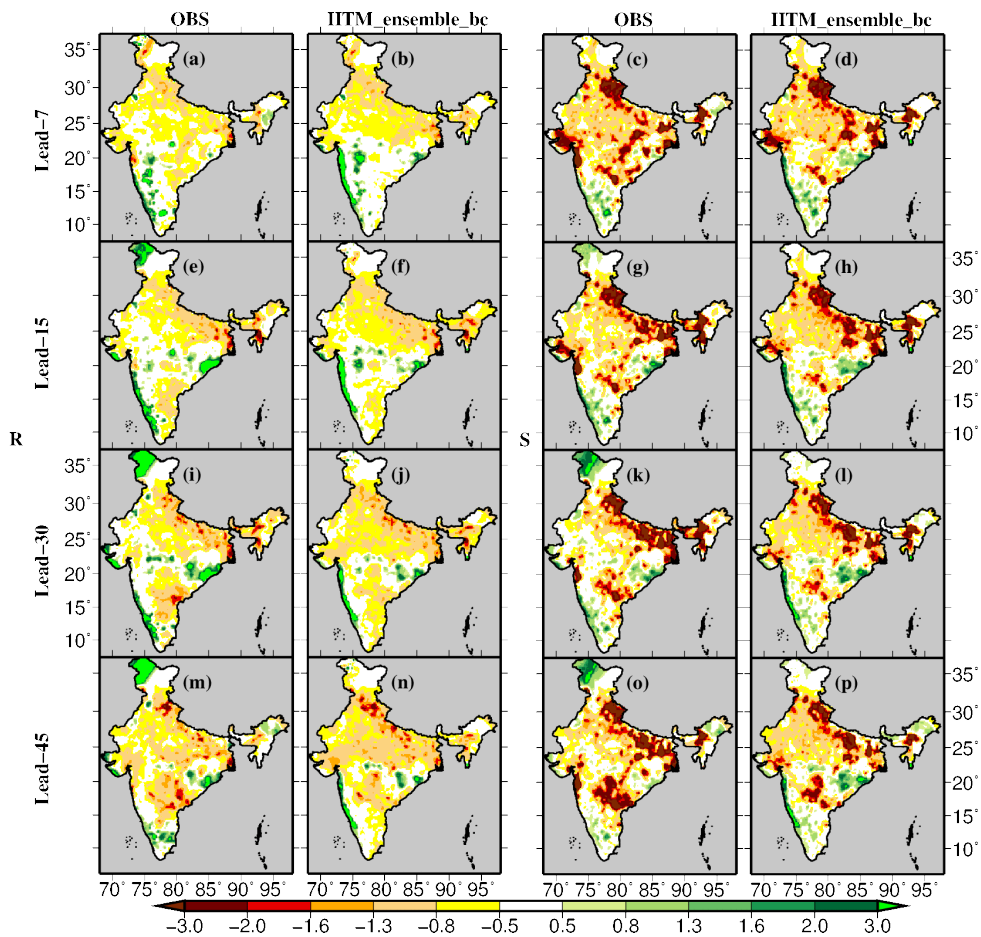 OBS IITM_ensemble_bc OBS IITM_ensemble_bc
35° (a) (b) (c) (d)
30°
Lead−7 25°
20°
15°
10°
(e) (f) (g) (h) 35°
30°
Lead−15 25°
20°
15°
R S 10°
35° (i) (j) (k) (l)
30°
Lead−30 25°
20°
15°
10°
(m) (n) (o) (p) 35°
30°
Lead−45 25°
20°
15°
10°
70° 75° 80° 85° 90° 95° 70° 75° 80° 85° 90° 95° 70° 75° 80° 85° 90° 95° 70° 75° 80° 85° 90° 95°
−3.0 −2.0 −1.6 −1.3 −0.8 −0.5 0.5 0.8 1.3 1.6 2.0 3.0